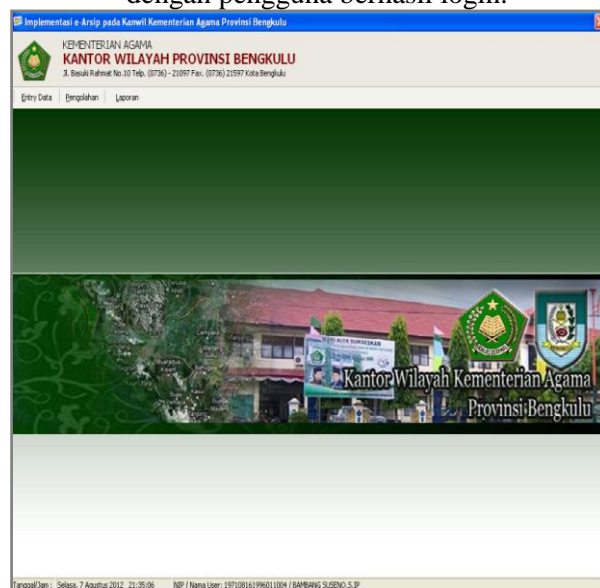 dengan pengguna berhasil login.
Implementasi e-Arsip pada Kanwil Kementerian Agama Provinsi Bengkulu
KEMENTERIAN AGAMA
KANTOR WILAYAH PROVINSI BENGKULU
Jl. Basuki Rahmat No.10 Telp. (0736) - 21097 Fax. (0736) 21597 Kota Bengkulu
Entry Data Pengolahan Laporan
MARI KITA SUKSESKAN
Kantor Wilayah Kementerian Agama
Provinsi Bengkulu
Tanggal/Jam : Selasa, 7 Agustus 2012 21:35:06 NIP / Nama User: 197108161996011004 / BAMBANG SUSENO.S.IP